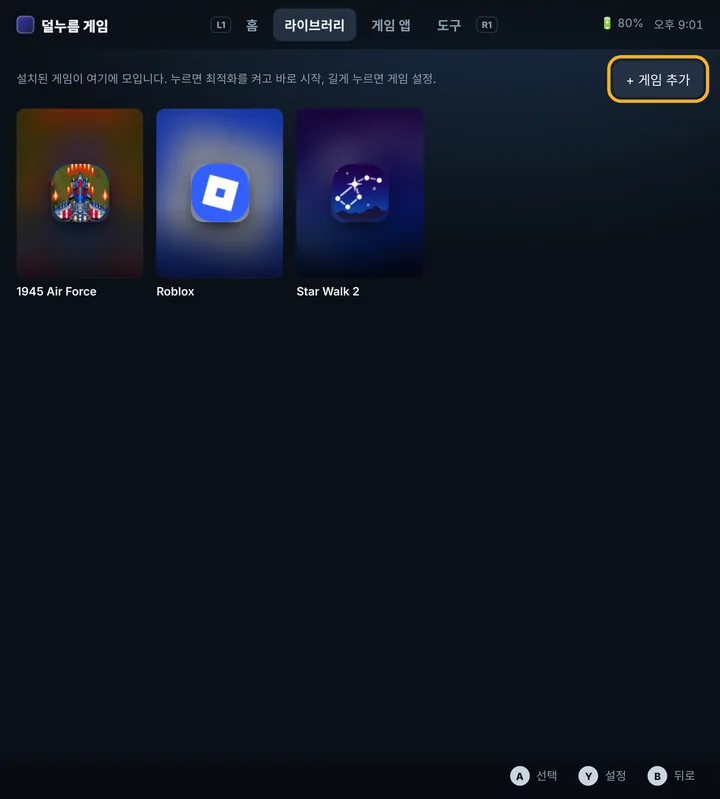 덜누름 게임
L1 홈 라이브러리 게임 앱 도구 R1
80% 오후 9:01
설치된 게임이 여기에 모입니다. 누르면 최적화를 켜고 바로 시작, 길게 누르면 게임 설정.
+ 게임 추가
1945 Air Force
Roblox
Star Walk 2
A 선택 Y 설정 B 뒤로